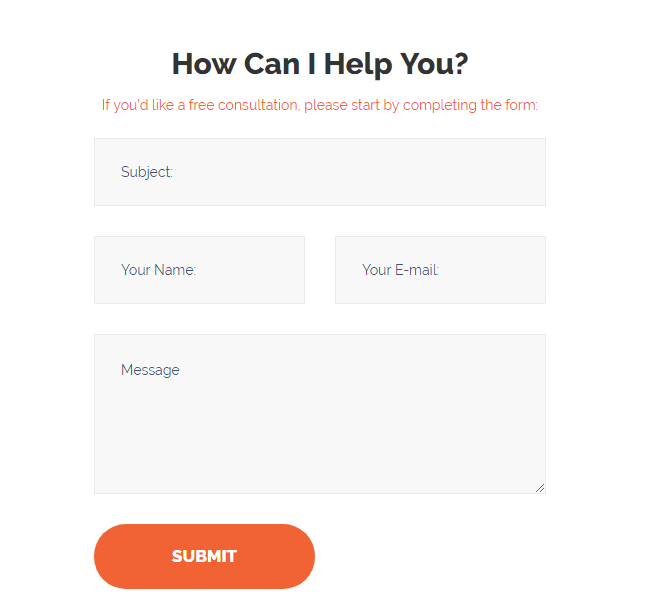 How Can I Help You?
If you'd like a free consultation, please start by completing the form:
Subject:
Your Name:
Your E-mail:
Message
SUBMIT